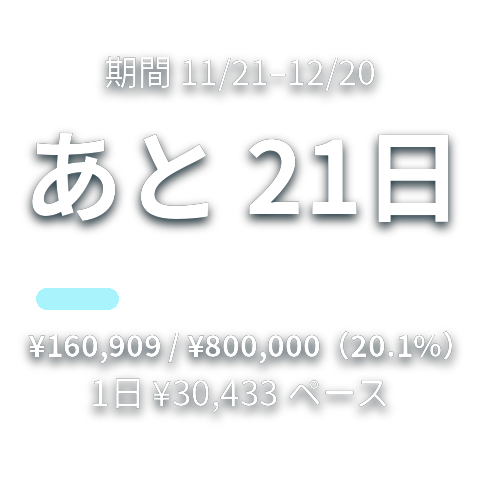 期間 11/21–12/20
あと 21日
¥160,909 / ¥800,000（20.1%）
1日 ¥30,433 ペース